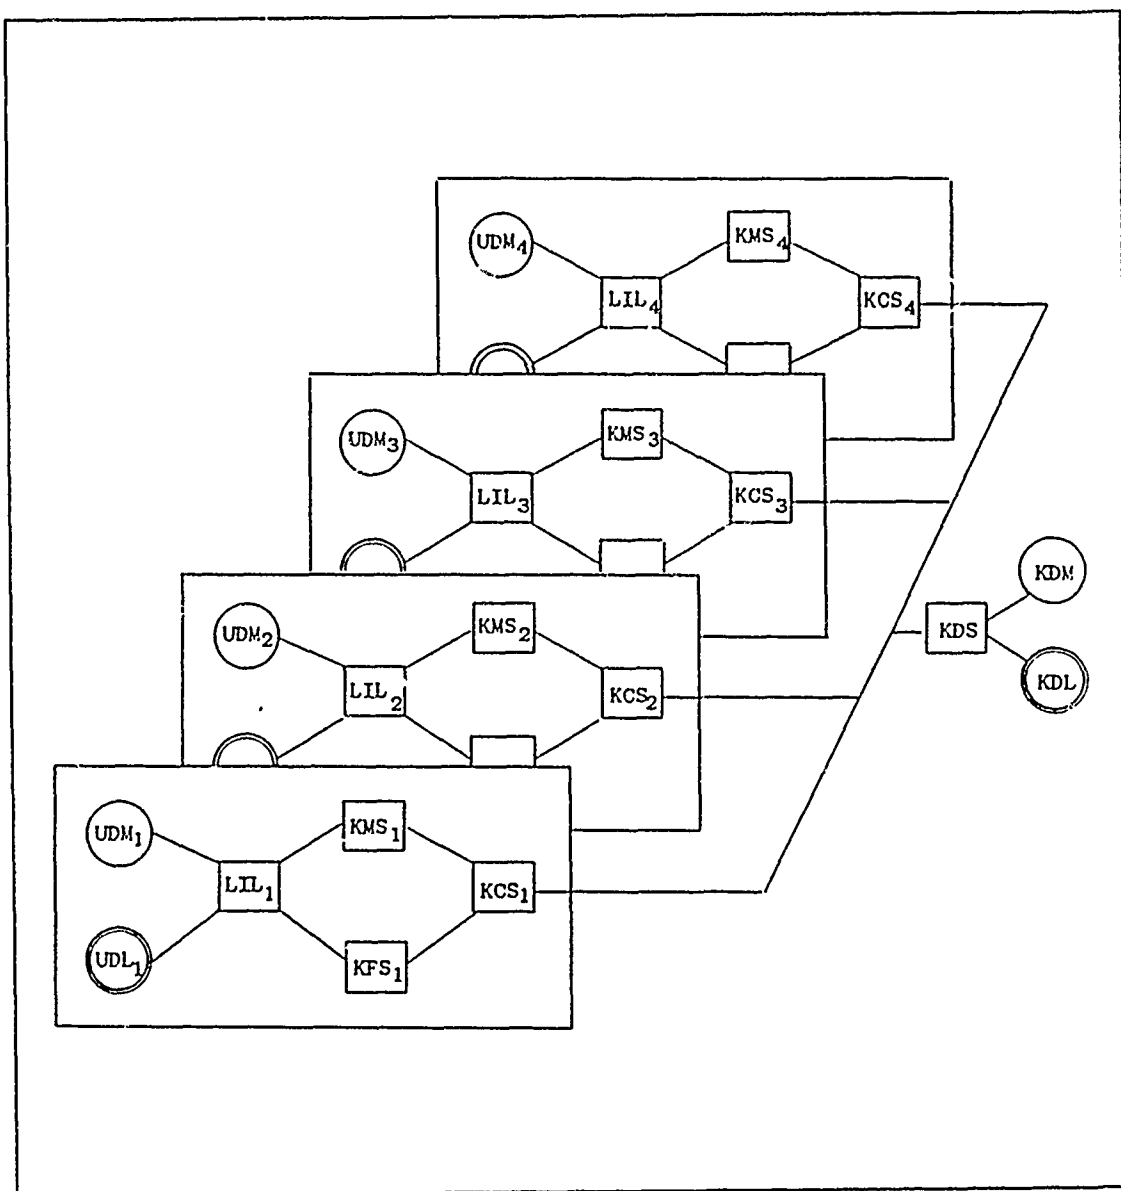 UDM₄
KMS₄
LIL₄
KCS₄
UDM₃
KMS₃
LIL₃
KCS₃
UDM₂
KMS₂
LIL₂
KCS₂
KDM
KDS
KDL
UDM₁
KMS₁
LIL₁
KCS₁
UDL₁
KFS₁